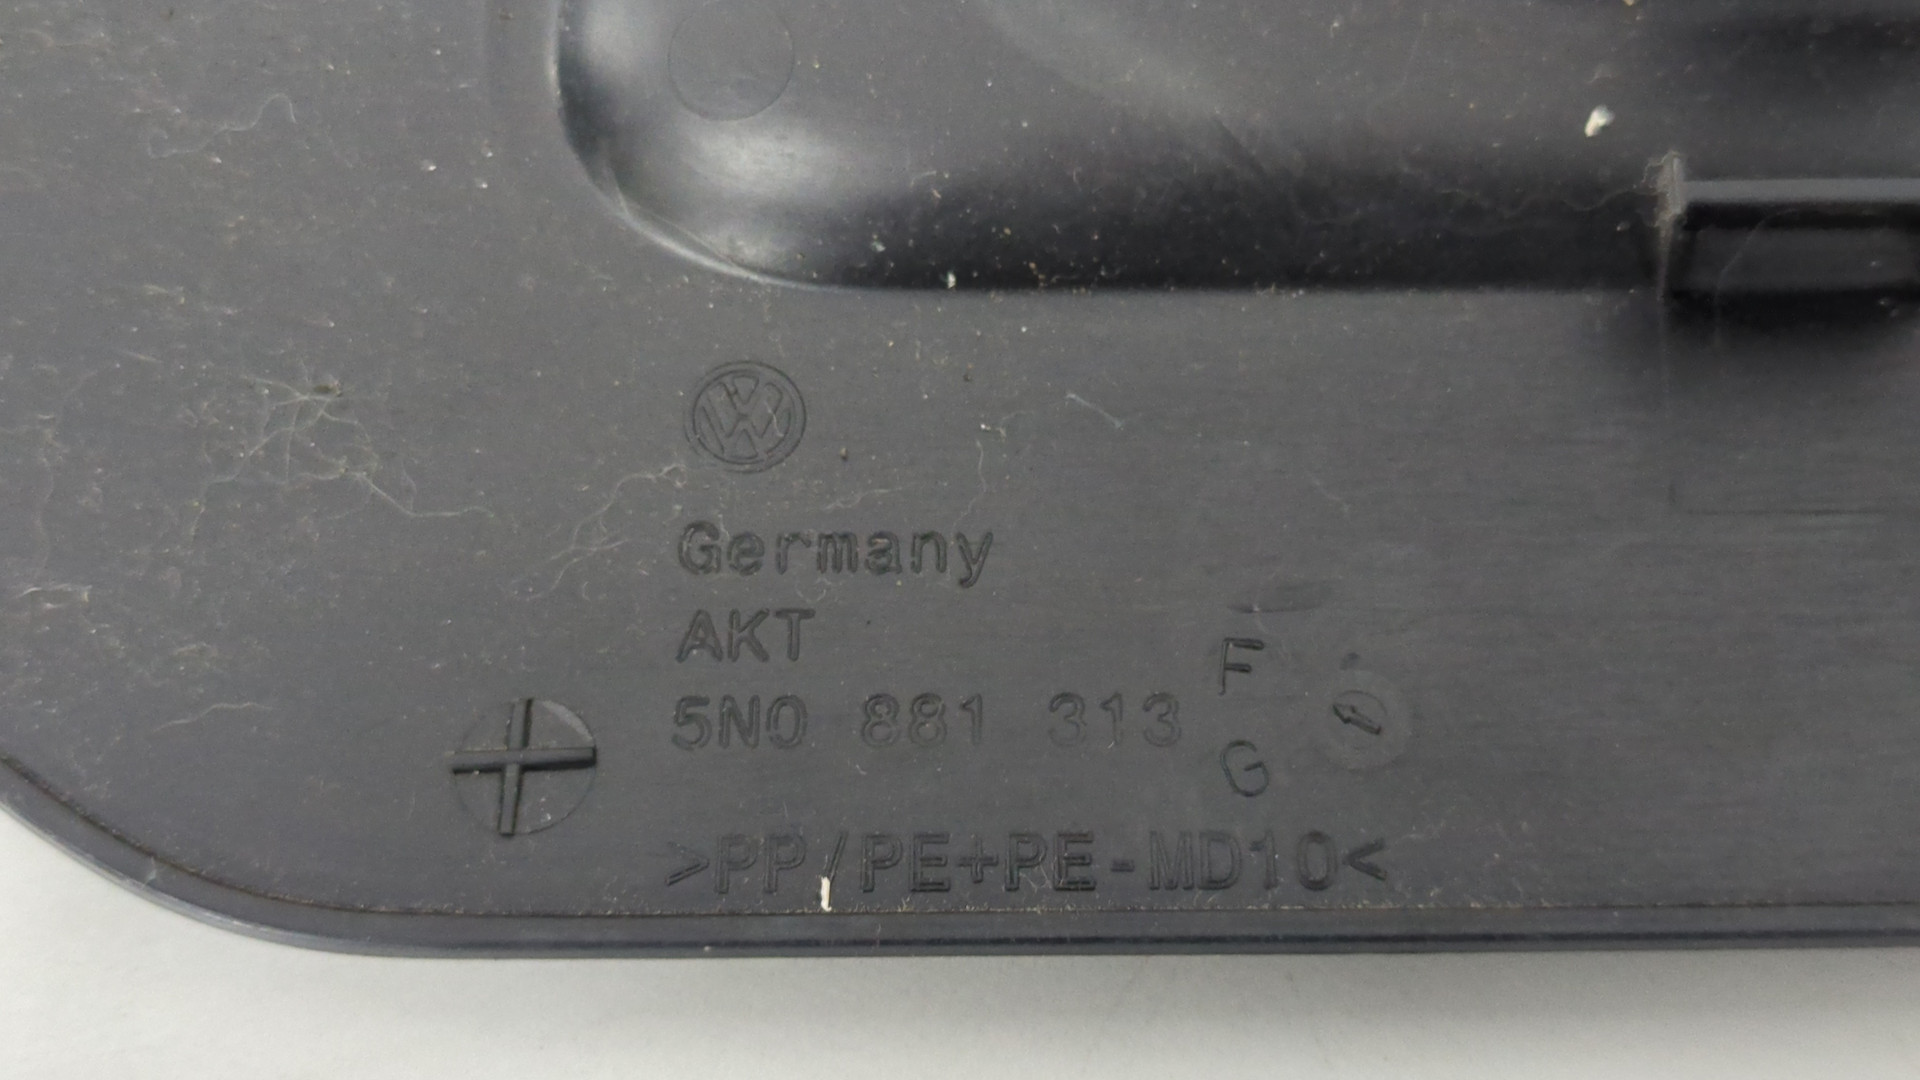 Germany
AKT
5N0 881 313 F
G
>PP/PE+PE-MD10<